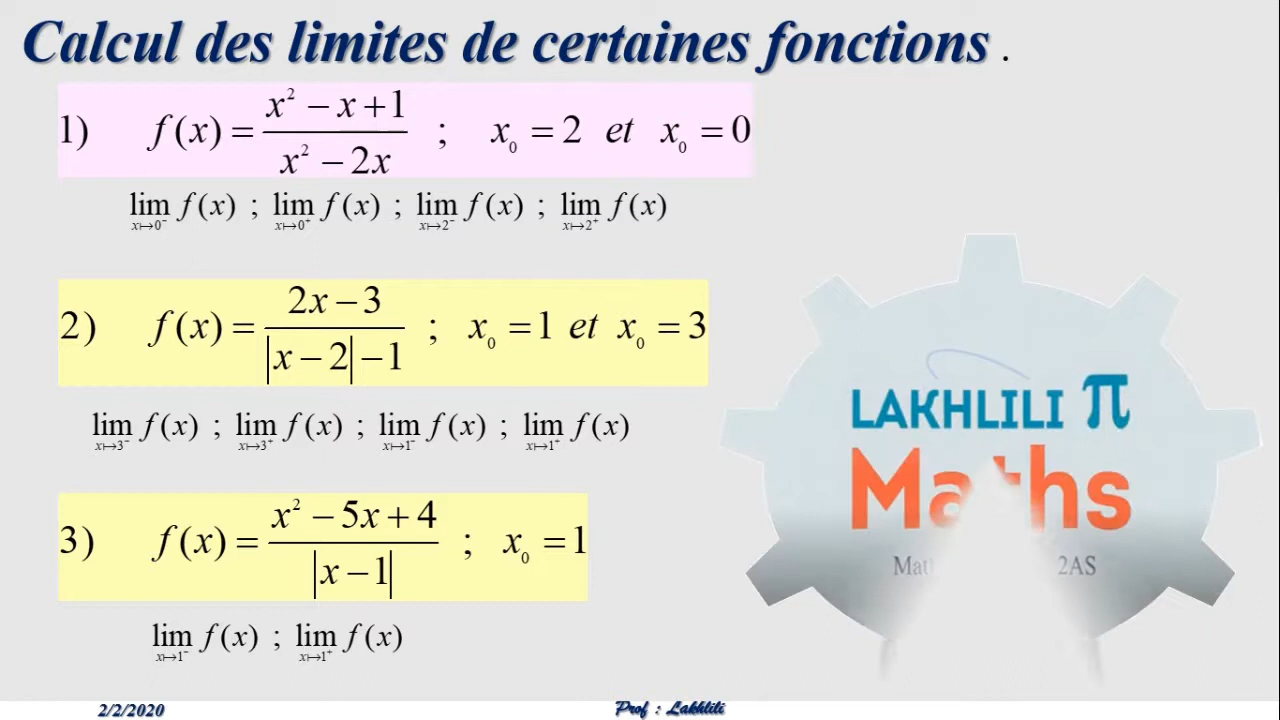 Calcul des limites de certaines fonctions .
1) f(x) = \frac{x² − x + 1}{x² − 2x} ; x₀ = 2 et x₀ = 0
lim_{x↦0⁻} f(x) ; lim_{x↦0⁺} f(x) ; lim_{x↦2⁻} f(x) ; lim_{x↦2⁺} f(x)
2) f(x) = \frac{2x − 3}{|x − 2| − 1} ; x₀ = 1 et x₀ = 3
lim_{x↦3⁻} f(x) ; lim_{x↦3⁺} f(x) ; lim_{x↦1⁻} f(x) ; lim_{x↦1⁺} f(x)
3) f(x) = \frac{x² − 5x + 4}{|x − 1|} ; x₀ = 1
lim_{x↦1⁻} f(x) ; lim_{x↦1⁺} f(x)
LAKHLILI π
Maths
2AS
2/2/2020 Prof : Lakhlili